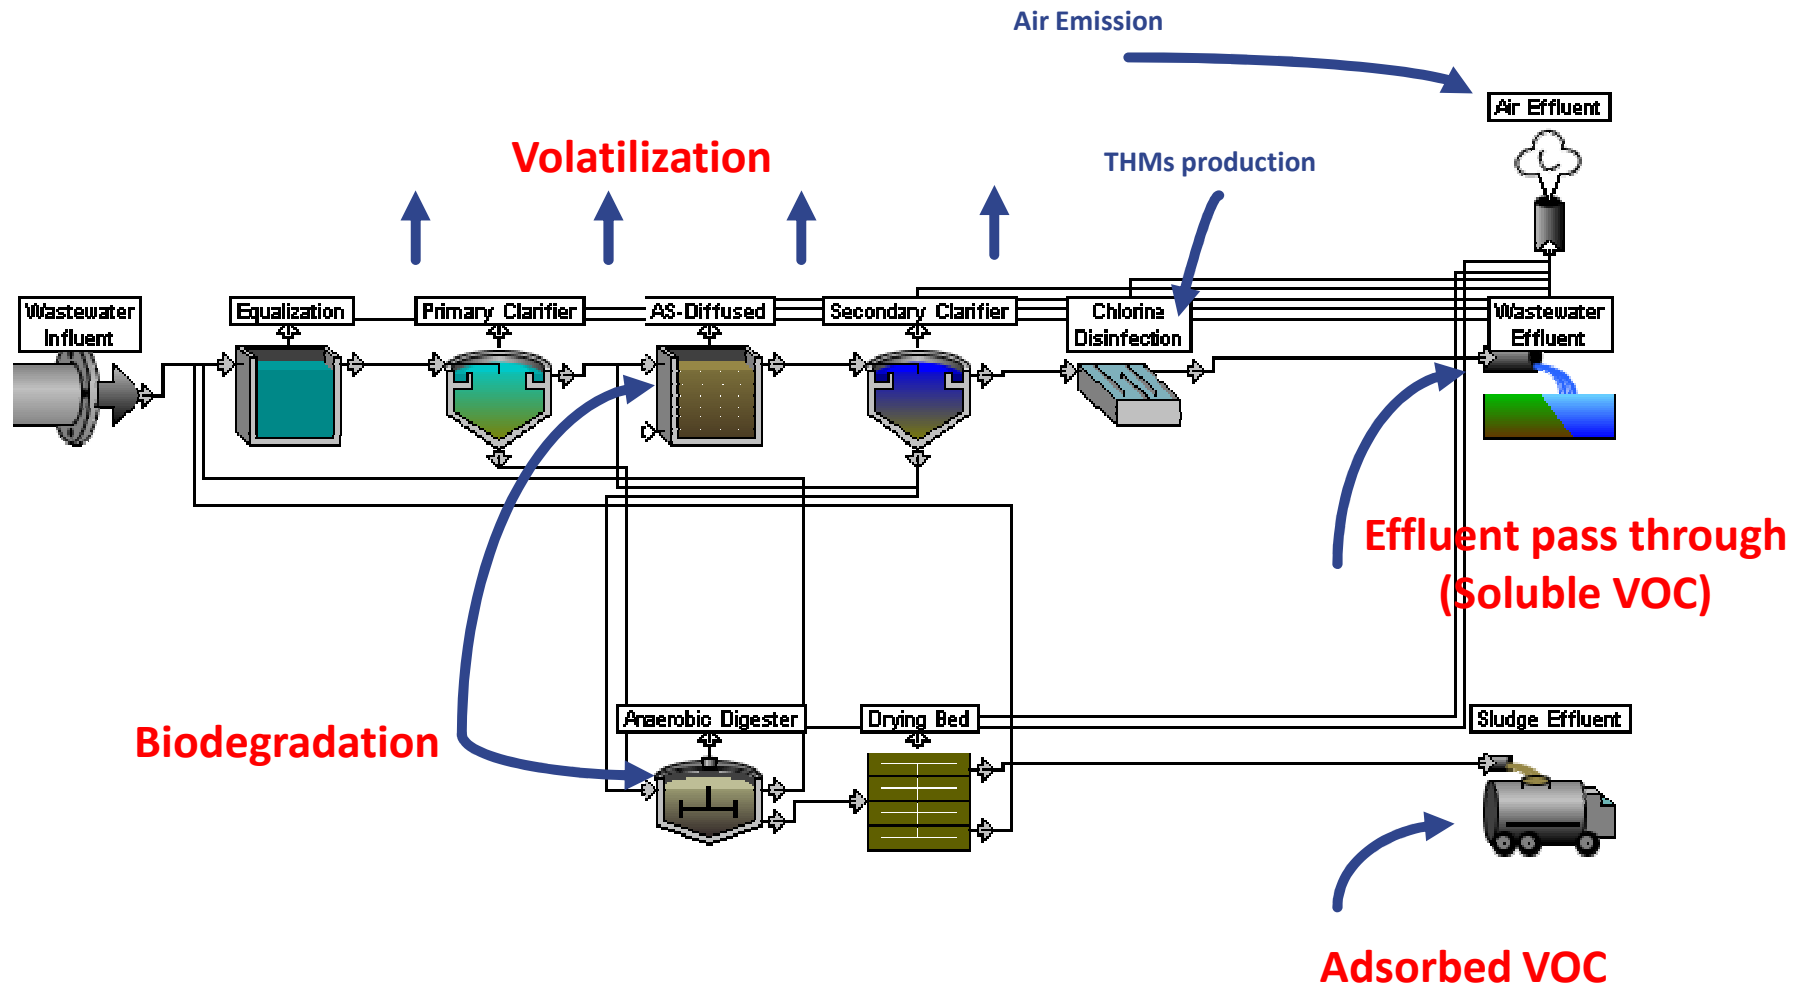 Air Emission
Air Effluent
Volatilization
THMs production
Wastewater
Influent
Equalization
Primary Clarifier
AS-Diffused
Secondary Clarifier
Chlorine
Disinfection
Wastewater
Effluent
Effluent pass through
(Soluble VOC)
Biodegradation
Anaerobic Digester
Drying Bed
Sludge Effluent
Adsorbed VOC